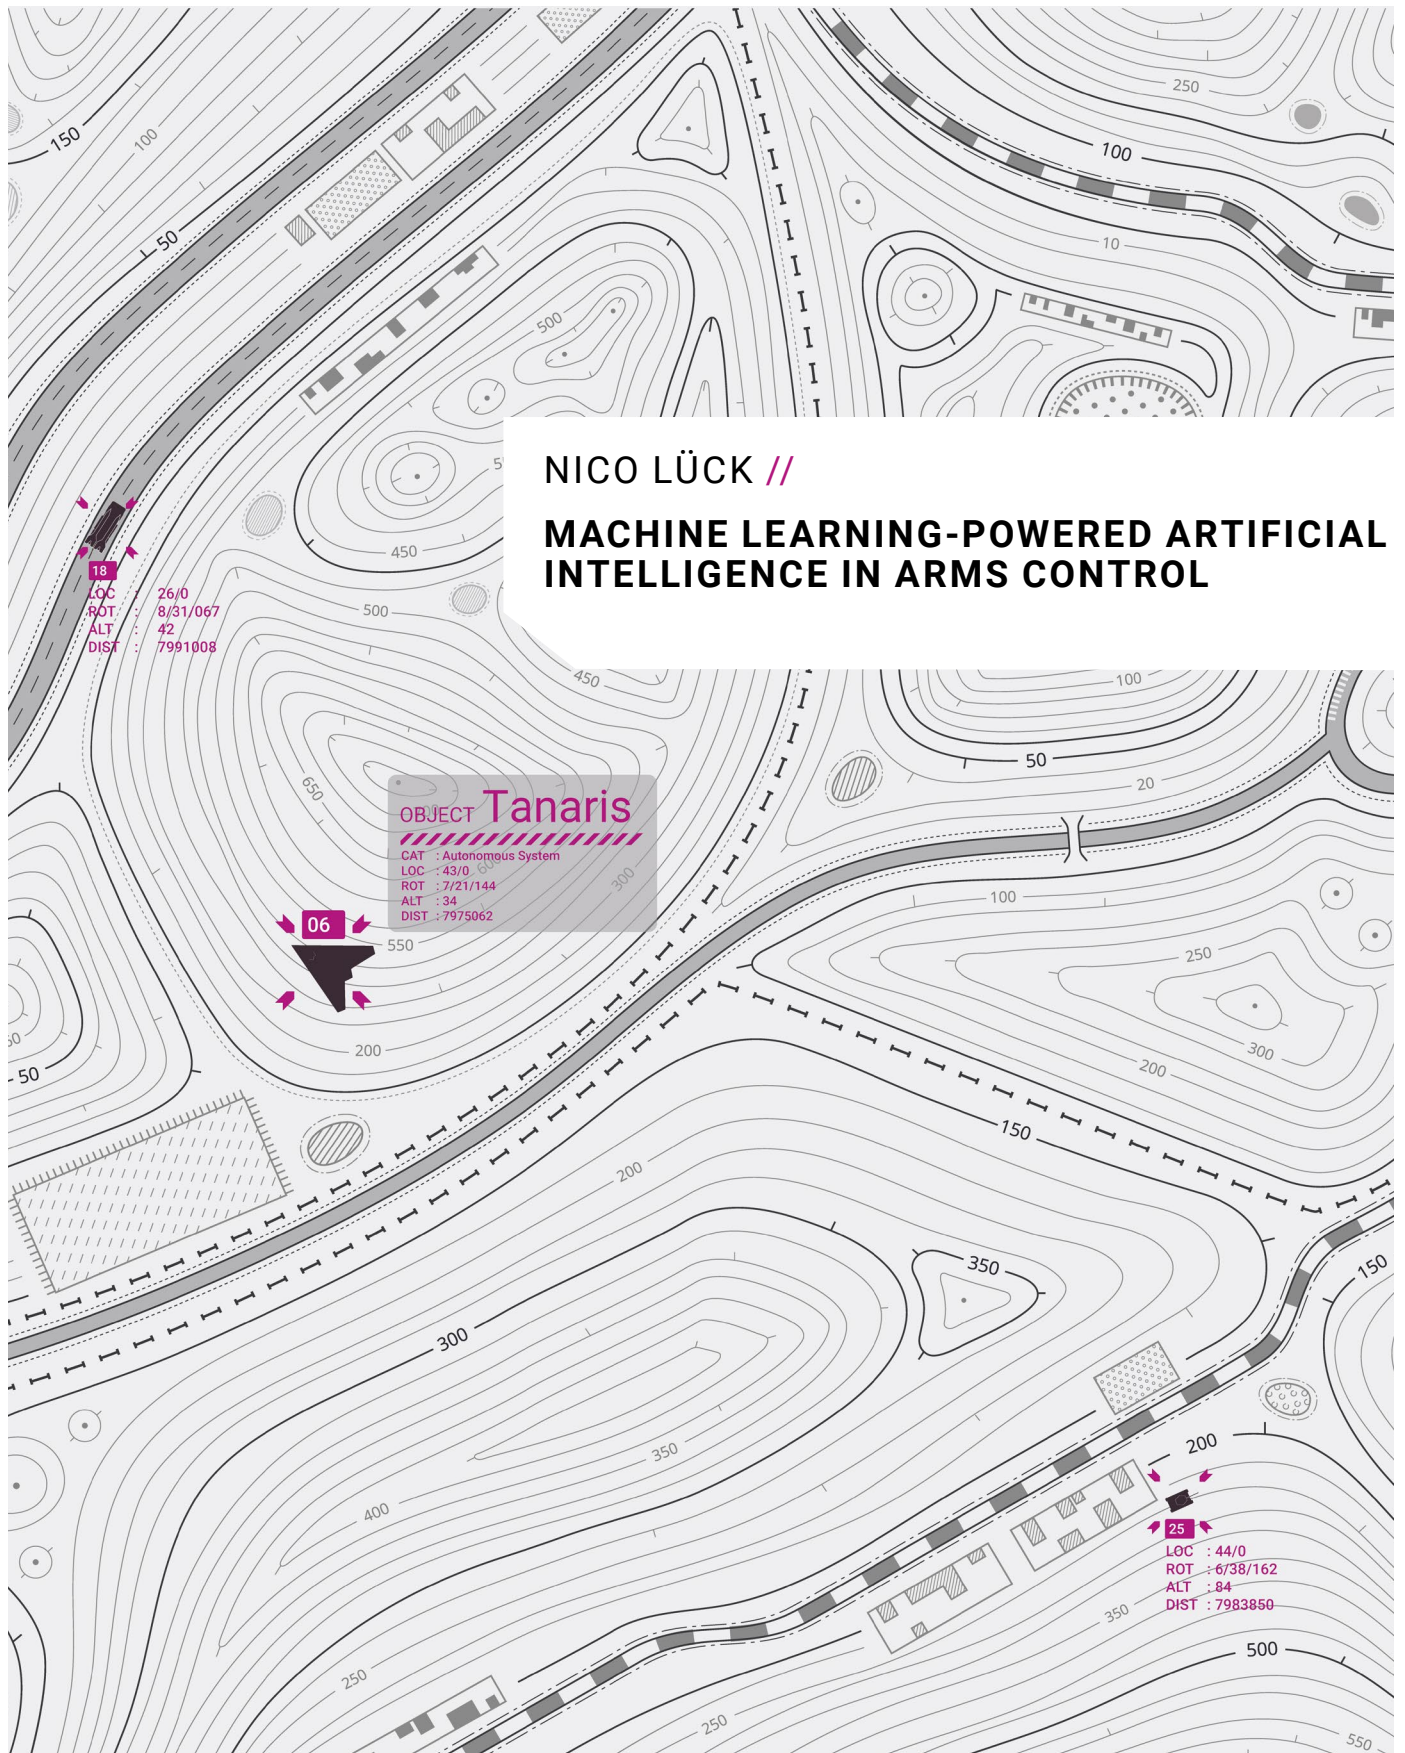 250
150
100
100
50
10
500
NICO LÜCK //
MACHINE LEARNING-POWERED ARTIFICIAL
INTELLIGENCE IN ARMS CONTROL
450
18
LOC : 26/0
ROT : 8/31/067
ALT : 42
DIST : 7991008
500
450
100
50
20
650
OBJECT Tanaris
CAT : Autonomous System
LOC : 43/0
ROT : 7/21/144
ALT : 34
DIST : 7975062
600
300
100
06
550
250
300
200
200
50
150
200
350
150
300
350
200
400
25
LOC : 44/0
ROT : 6/38/162
ALT : 84
DIST : 7983850
350
500
250
250
550